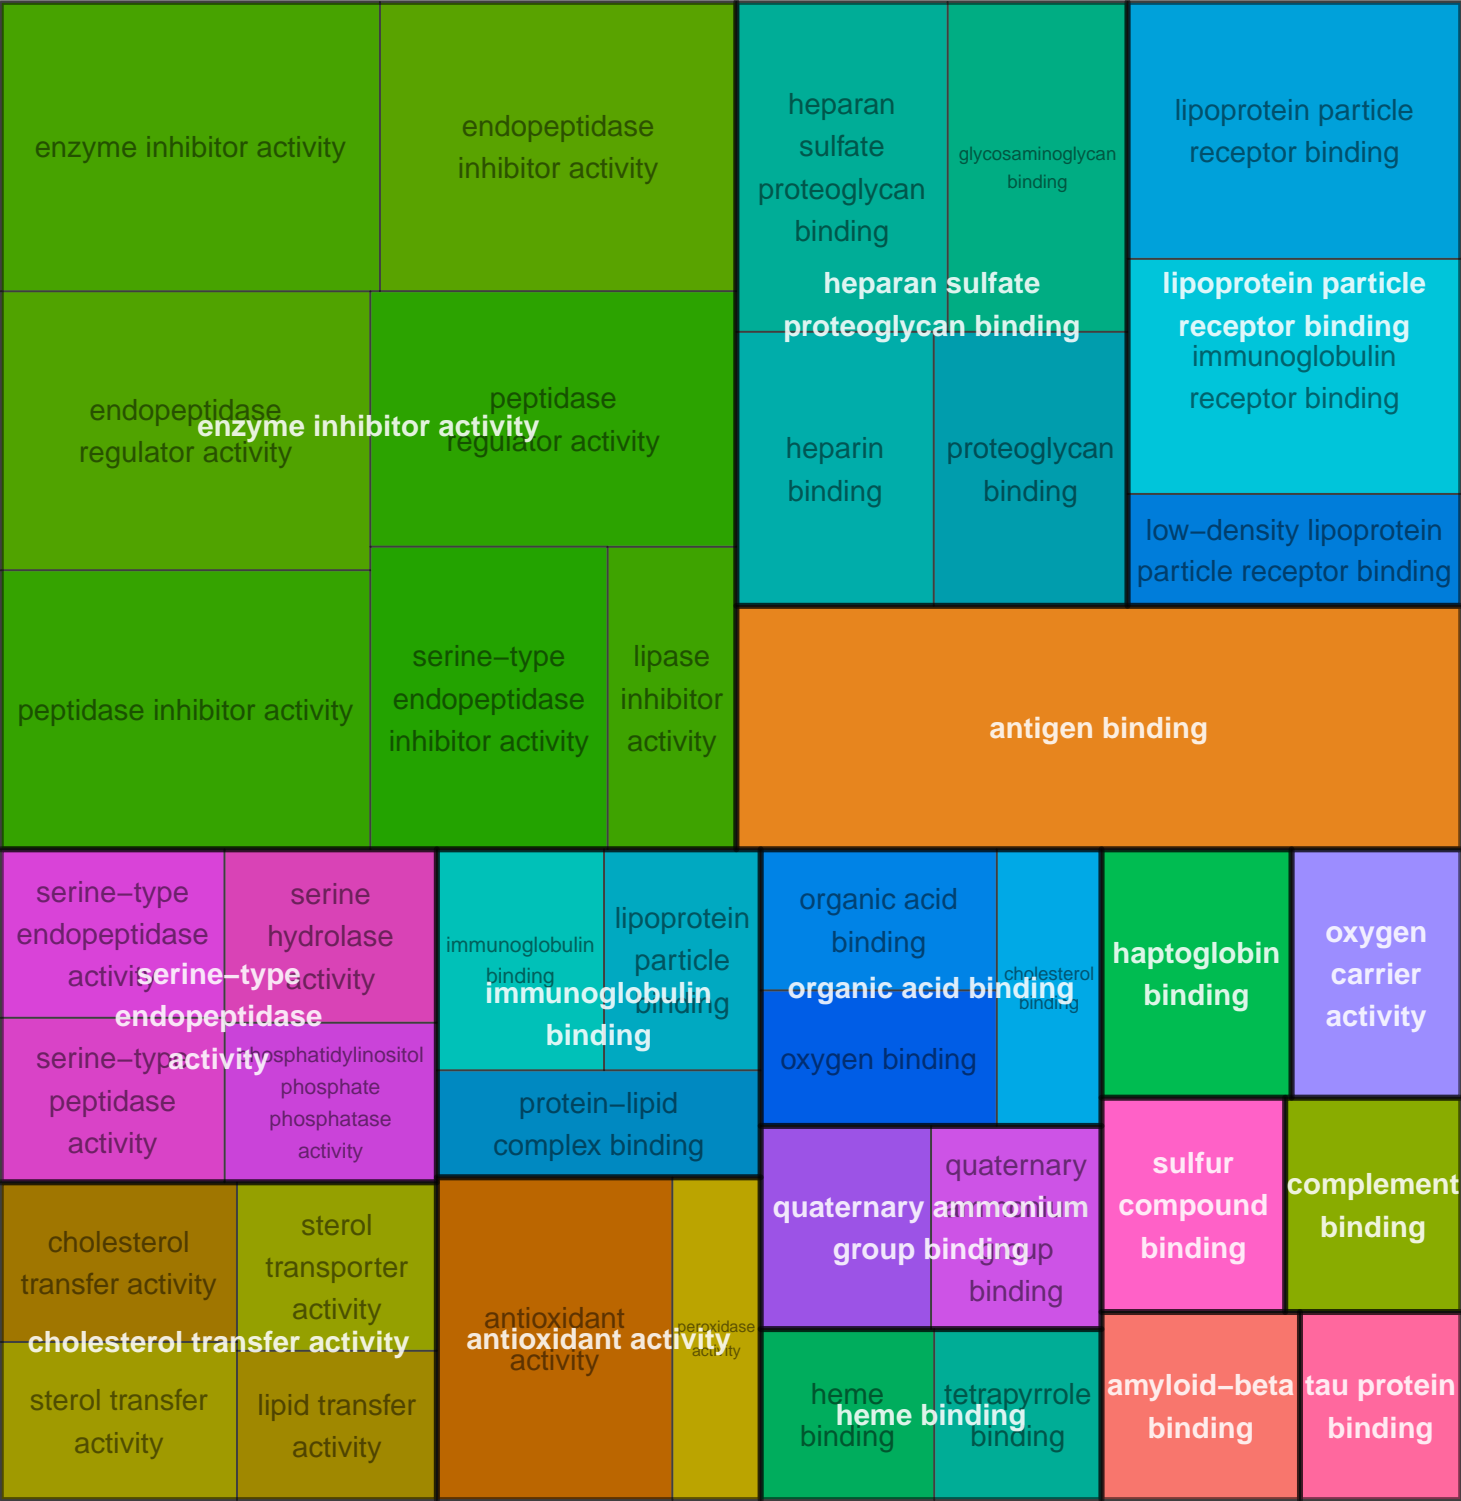 enzyme inhibitor activity
endopeptidase
inhibitor activity
endopeptidase
regulator activity
peptidase
regulator activity
enzyme inhibitor activity
peptidase inhibitor activity
serine−type
endopeptidase
inhibitor activity
lipase
inhibitor
activity
heparan
sulfate
proteoglycan
binding
glycosaminoglycan
binding
heparan sulfate
proteoglycan binding
heparin
binding
proteoglycan
binding
lipoprotein particle
receptor binding
lipoprotein particle
receptor binding
immunoglobulin
receptor binding
low−density lipoprotein
particle receptor binding
antigen binding
serine−type
endopeptidase
activity
serine
hydrolase
activity
serine−type
endopeptidase
activity
serine−type
peptidase
activity
phosphatidylinositol
phosphate
phosphatase
activity
immunoglobulin
binding
lipoprotein
particle
binding
immunoglobulin
binding
protein−lipid
complex binding
organic acid
binding
cholesterol
binding
organic acid binding
oxygen binding
haptoglobin
binding
oxygen
carrier
activity
cholesterol
transfer activity
sterol
transporter
activity
cholesterol transfer activity
sterol transfer
activity
lipid transfer
activity
antioxidant
activity
peroxidase
activity
antioxidant activity
quaternary
ammonium
group
binding
quaternary ammonium
group binding
heme
binding
tetrapyrrole
binding
heme binding
sulfur
compound
binding
complement
binding
amyloid−beta
binding
tau protein
binding